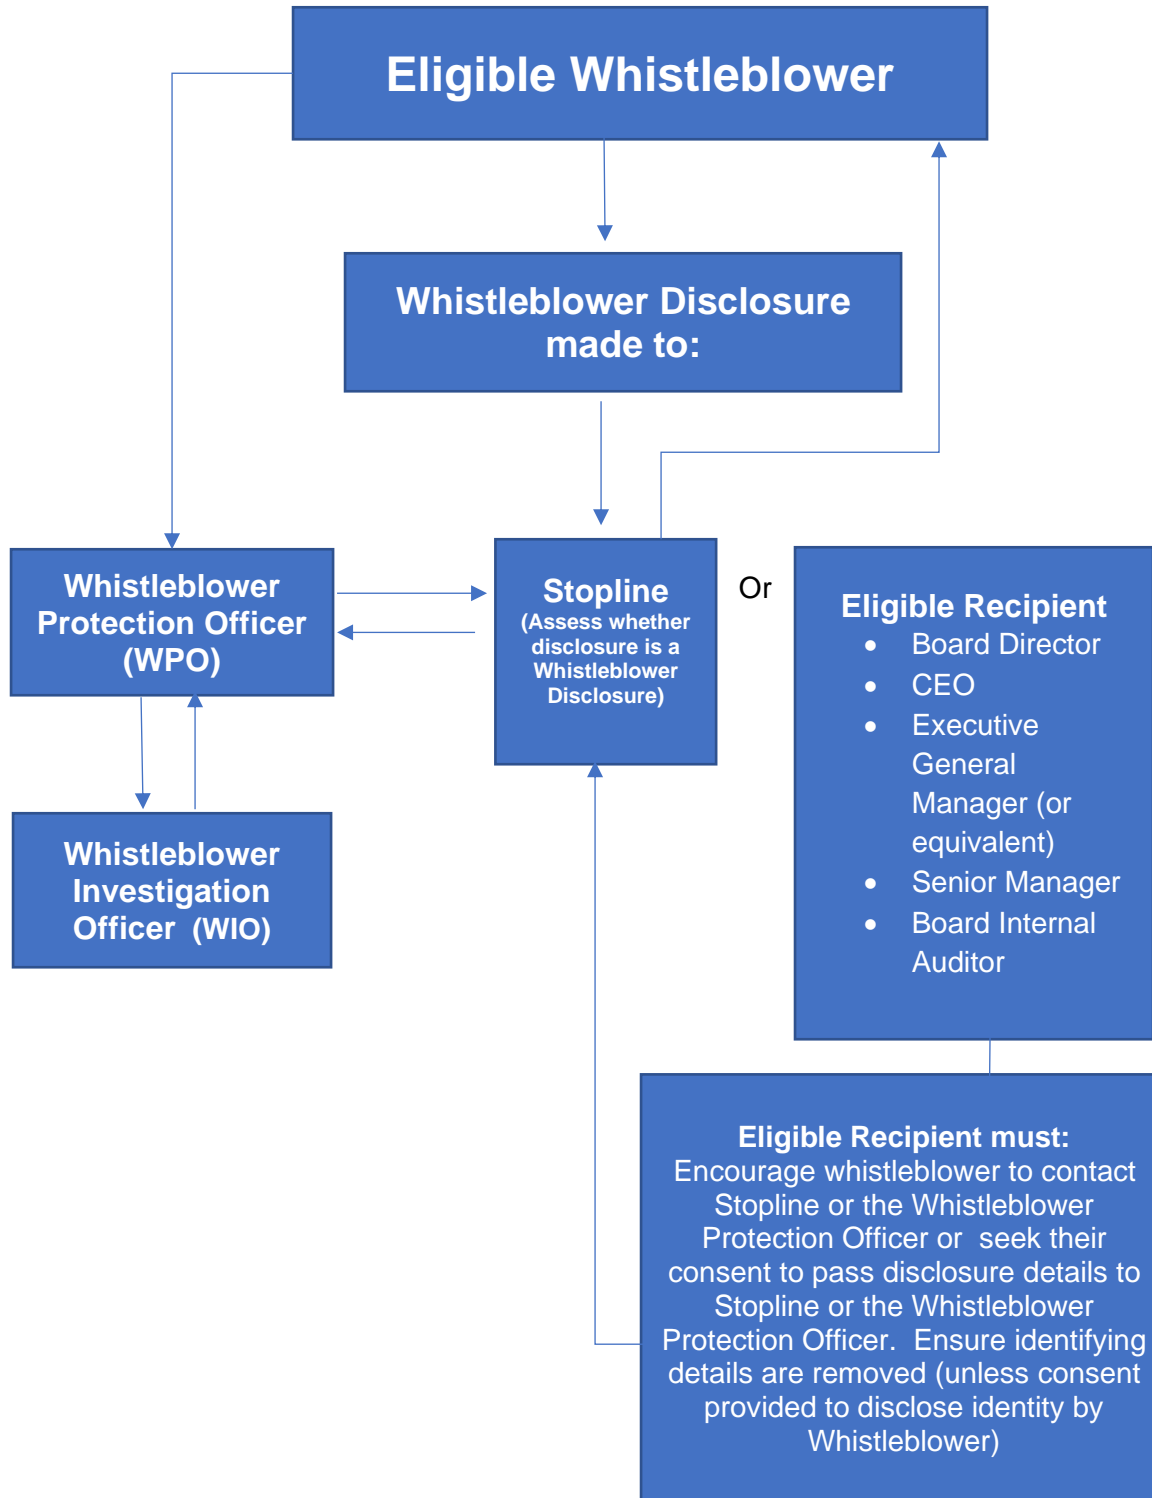 Eligible Whistleblower
Whistleblower Disclosure
made to:
Whistleblower
Protection Officer
(WPO)
Stopline
(Assess whether
disclosure is a
Whistleblower
Disclosure)
Or
Eligible Recipient
• Board Director
• CEO
• Executive
General
Manager (or
equivalent)
• Senior Manager
• Board Internal
Auditor
Whistleblower
Investigation
Officer (WIO)
Eligible Recipient must:
Encourage whistleblower to contact
Stopline or the Whistleblower
Protection Officer or seek their
consent to pass disclosure details to
Stopline or the Whistleblower
Protection Officer. Ensure identifying
details are removed (unless consent
provided to disclose identity by
Whistleblower)